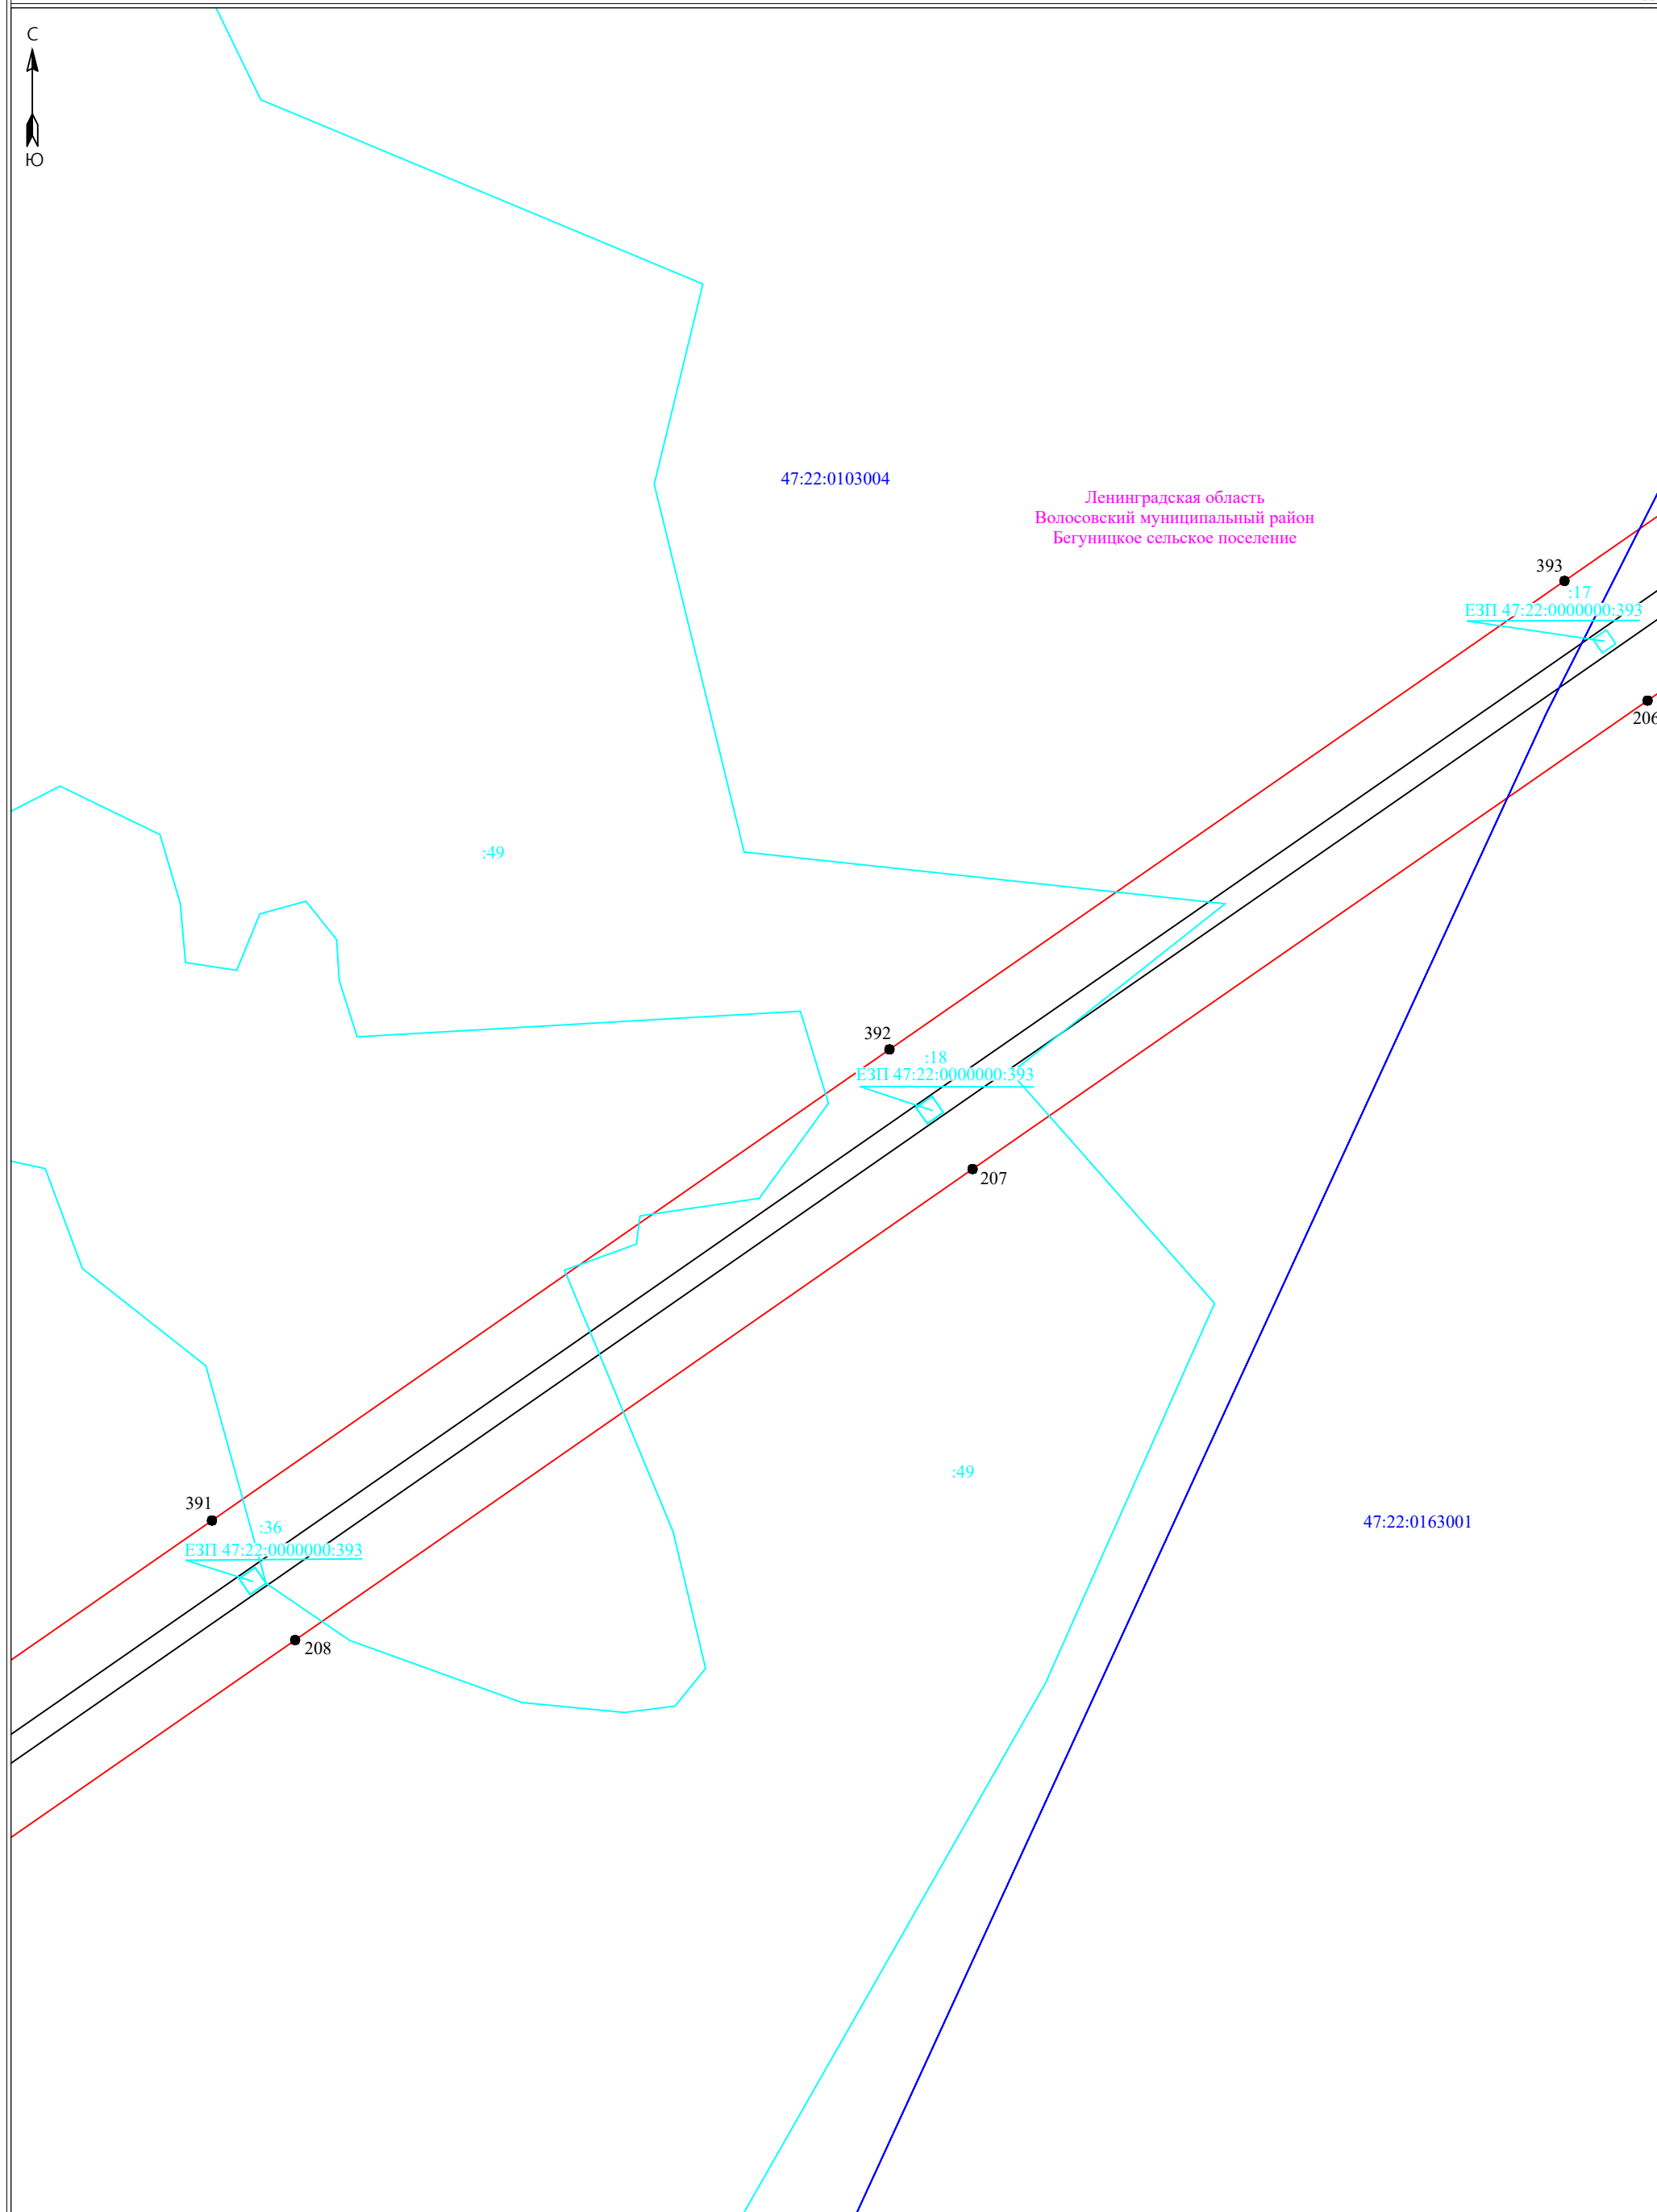 С
Ю
47:22:0103004
Ленинградская область
Волосовский муниципальный район
Бегуницкое сельское поселение
393
:17
ЕЗП 47:22:0000000:393
206
:49
392
:18
ЕЗП 47:22:0000000:393
207
:49
391
:36
ЕЗП 47:22:0000000:393
47:22:0163001
208